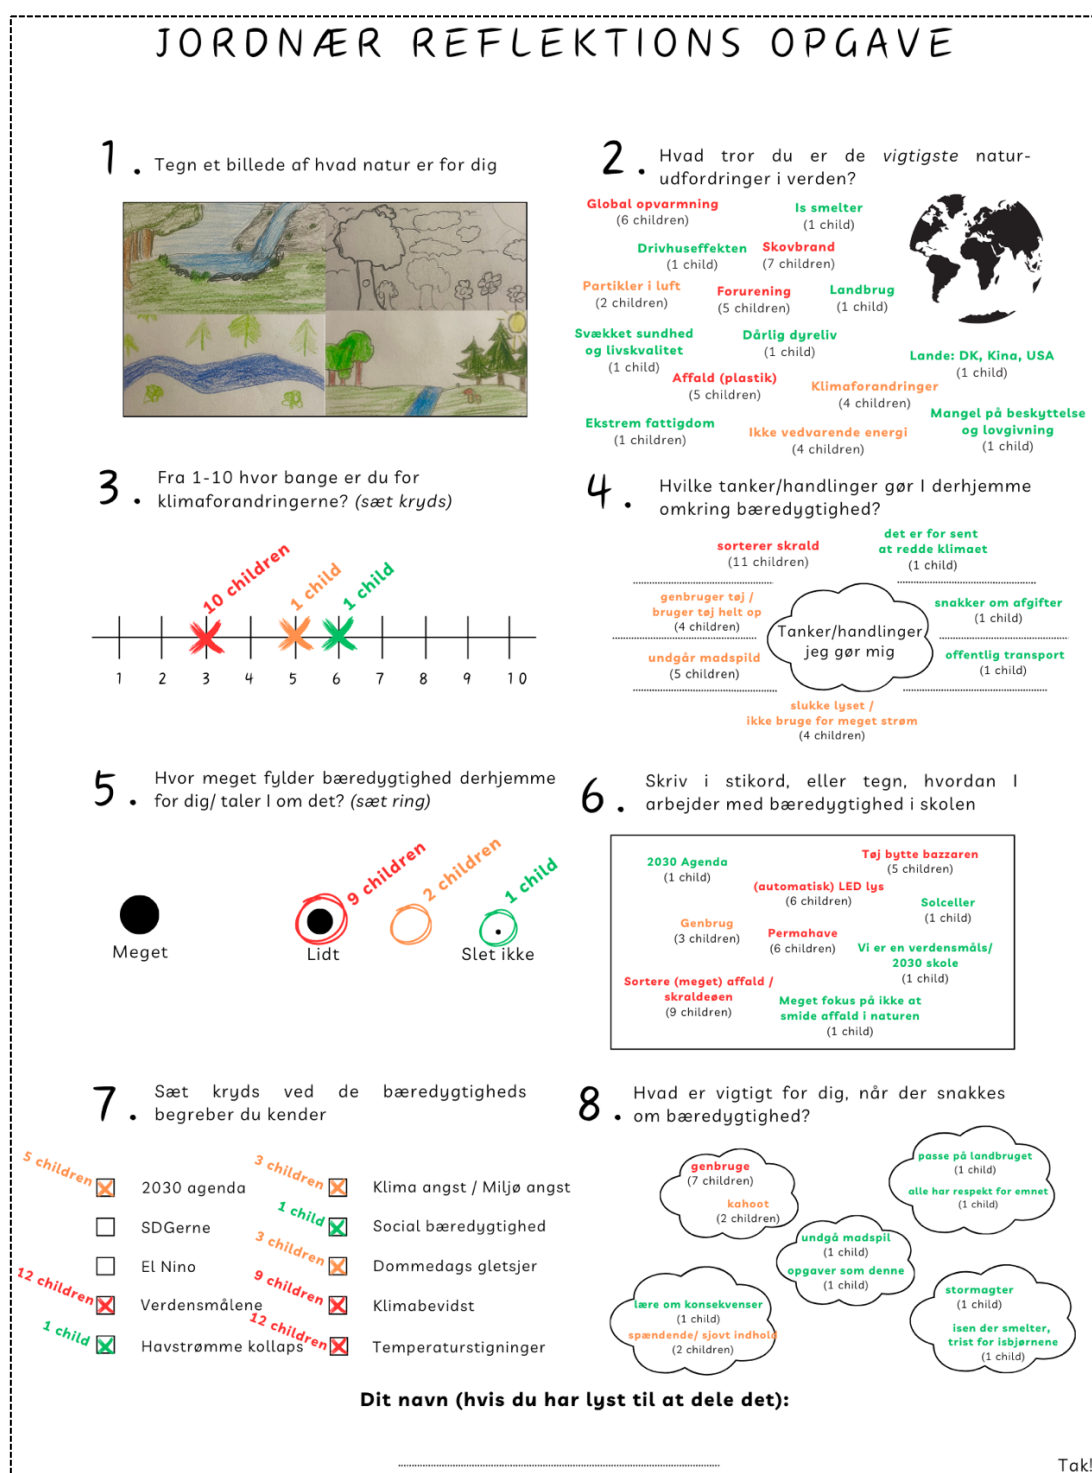 JORDNÆR REFLEKTIONS OPGAVE
1. Tegn et billede af hvad natur er for dig
2. Hvad tror du er de vigtigste natur-
udfordringer i verden?
Global opvarmning
(6 children)
Is smelter
(1 child)
Drivhuseffekten
(1 child)
Skovbrand
(7 children)
Partikler i luft
(2 children)
Forurening
(5 children)
Landbrug
(1 child)
Svækket sundhed
og livskvalitet
(1 child)
Dårlig dyreliv
(1 child)
Lande: DK, Kina, USA
(1 child)
Affald (plastik)
(5 children)
Klimaforandringer
(4 children)
Ekstrem fattigdom
(1 children)
Ikke vedvarende energi
(4 children)
Mangel på beskyttelse
og lovgivning
(1 child)
3. Fra 1-10 hvor bange er du for
klimaforandringerne? (sæt kryds)
10 children
1 child
1 child
1 2 3 4 5 6 7 8 9 10
4. Hvilke tanker/handlinger gør I derhjemme
omkring bæredygtighed?
sorterer skrald
(11 children)
det er for sent
at redde klimaet
(1 child)
genbruger tøj /
bruger tøj helt op
(4 children)
snakker om afgifter
(1 child)
Tanker/handlinger
jeg gør mig
undgår madspild
(5 children)
offentlig transport
(1 child)
slukke lyset /
ikke bruge for meget strøm
(4 children)
5. Hvor meget fylder bæredygtighed derhjemme
for dig/ taler I om det? (sæt ring)
9 children
2 children
1 child
Meget
Lidt
Slet ikke
6. Skriv i stikord, eller tegn, hvordan I
arbejder med bæredygtighed i skolen
2030 Agenda
(1 child)
Tøj bytte bazzaren
(5 children)
(automatisk) LED lys
(6 children)
Solceller
(1 child)
Genbrug
(3 children)
Permahave
(6 children)
Vi er en verdensmåls/
2030 skole
(1 child)
Sortere (meget) affald /
skraldeøen
(9 children)
Meget fokus på ikke at
smide affald i naturen
(1 child)
7. Sæt kryds ved de bæredygtigheds
begreber du kender
5 children
2030 agenda
SDGerne
El Nino
12 children
Verdensmålene
1 child
Havstrømme kollaps
3 children
Klima angst / Miljø angst
1 child
Social bæredygtighed
3 children
Dommedags gletsjer
9 children
Klimabevidst
12 children
Temperaturstigninger
8. Hvad er vigtigt for dig, når der snakkes
om bæredygtighed?
genbruge
(7 children)
kahoot
(2 children)
passe på landbruget
(1 child)
alle har respekt for emnet
(1 child)
undgå madspil
(1 child)
opgaver som denne
(1 child)
lære om konsekvenser
(1 child)
spændende/ sjovt indhold
(2 children)
stormagter
(1 child)
isen der smelter,
trist for isbjørnene
(1 child)
Dit navn (hvis du har lyst til at dele det):
Tak!